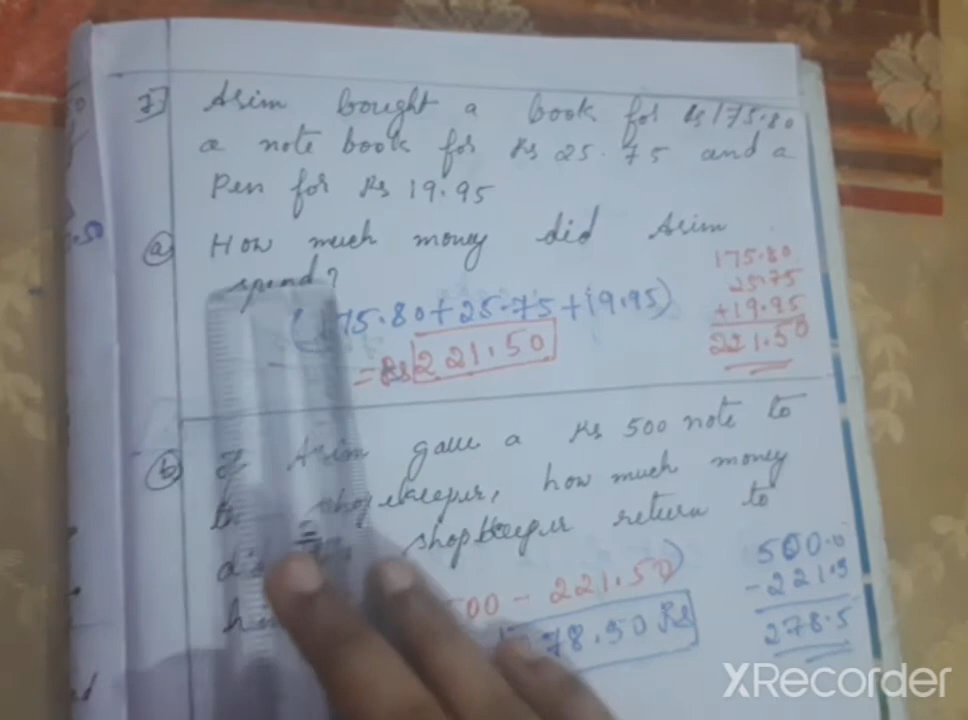 7] Asim bought a book for Rs 175.80
a note book for Rs 25.75 and a
Pen for Rs 19.95
(a) How much money did Asim
spend?
175.80
25.75
+19.95
221.50
75.80+25.75+19.95)
=Rs 221.50
(b) Asim gave a Rs 500 note to
shopekeeper, how much money
shopkeeper return to
500.0
-221.5
278.5
00 - 221.50)
78.50 Rs
XRecorder